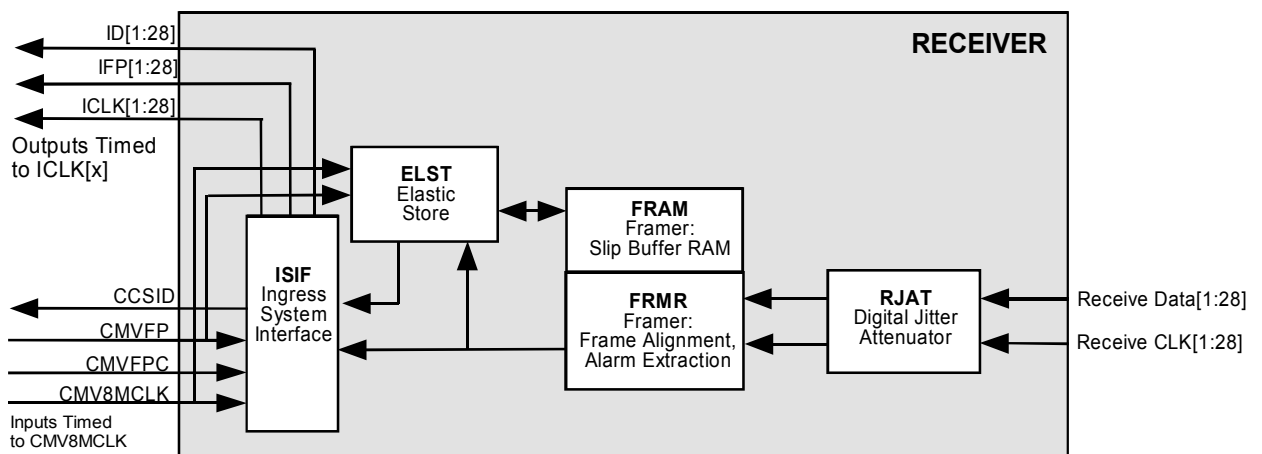 ID[1:28]
RECEIVER
IFP[1:28]
ICLK[1:28]
Outputs Timed
to ICLK[x]
ELST
Elastic
Store
FRAM
Framer:
Slip Buffer RAM
ISIF
Ingress
System
Interface
FRMR
Framer:
Frame Alignment,
Alarm Extraction
RJAT
Digital Jitter
Attenuator
Receive Data[1:28]
Receive CLK[1:28]
CCSID
CMVFP
CMVFPC
CMV8MCLK
Inputs Timed
to CMV8MCLK